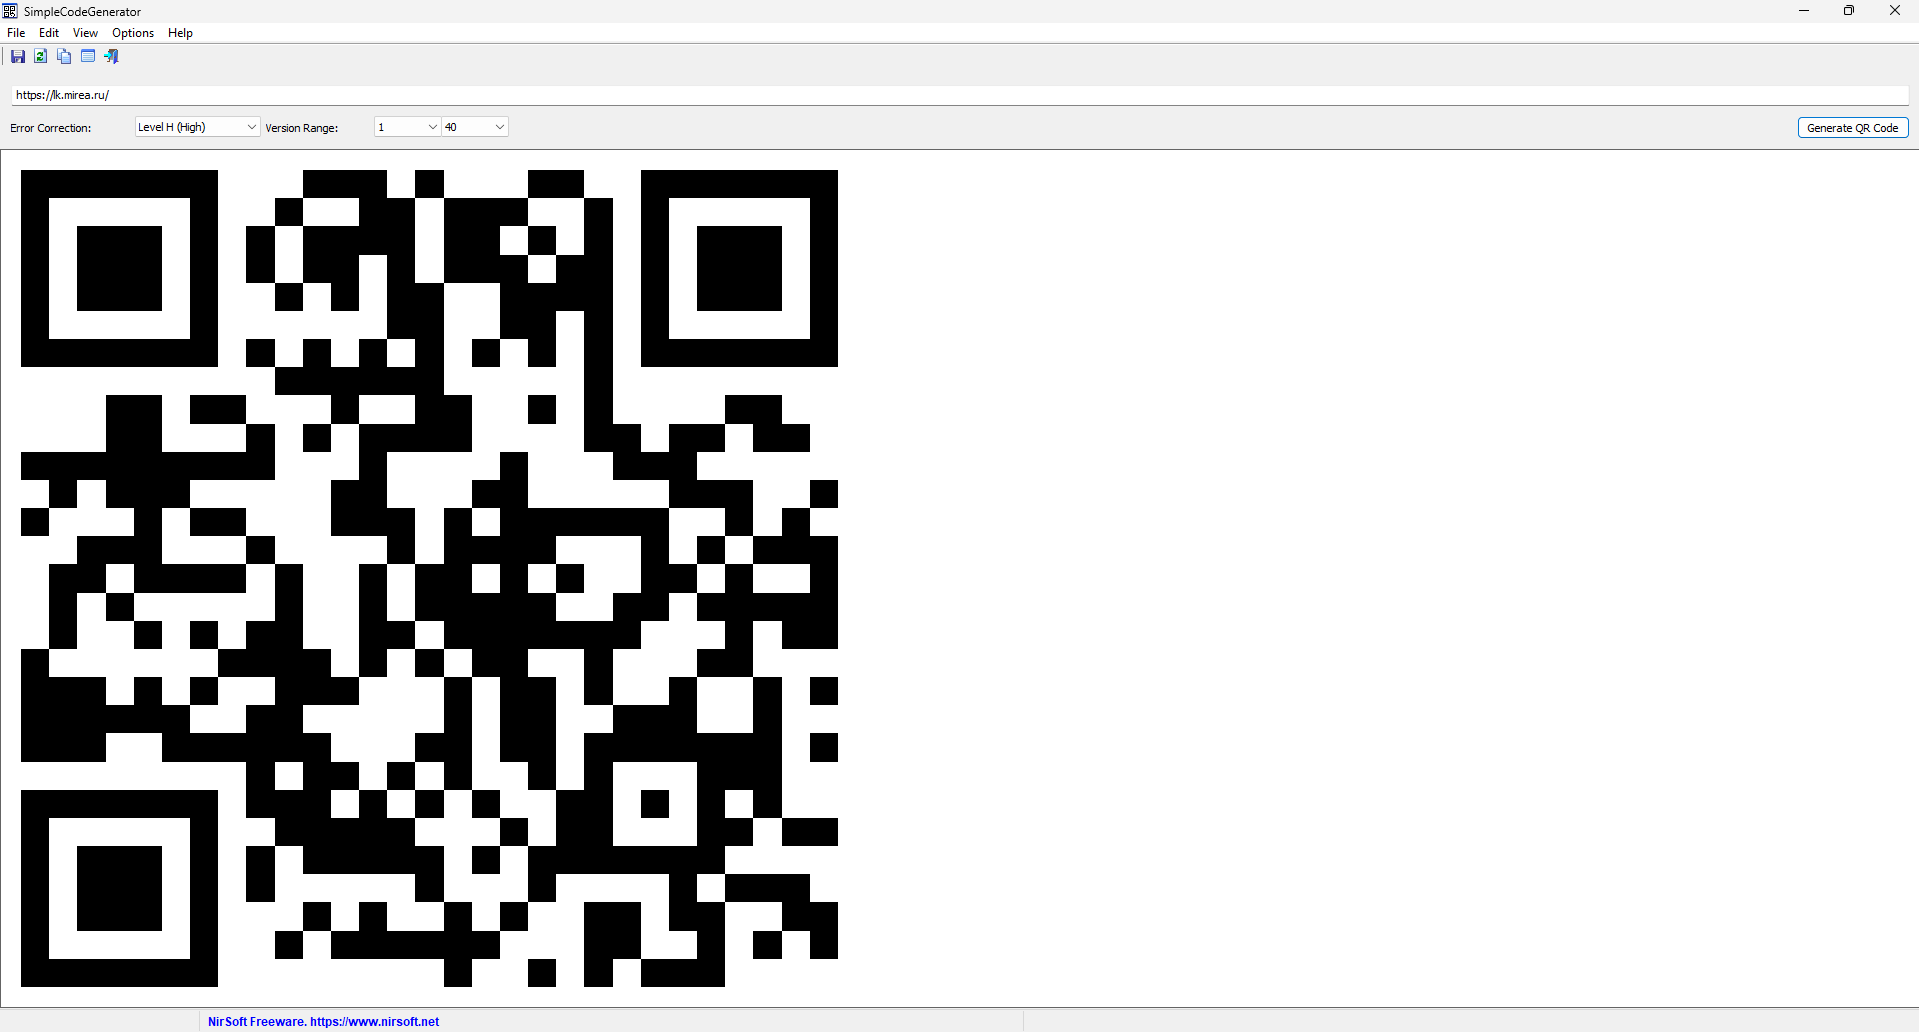 SimpleCodeGenerator
File Edit View Options Help
https://lk.mirea.ru/
Error Correction: Level H (High) Version Range: 1 40 Generate QR Code
NirSoft Freeware. https://www.nirsoft.net